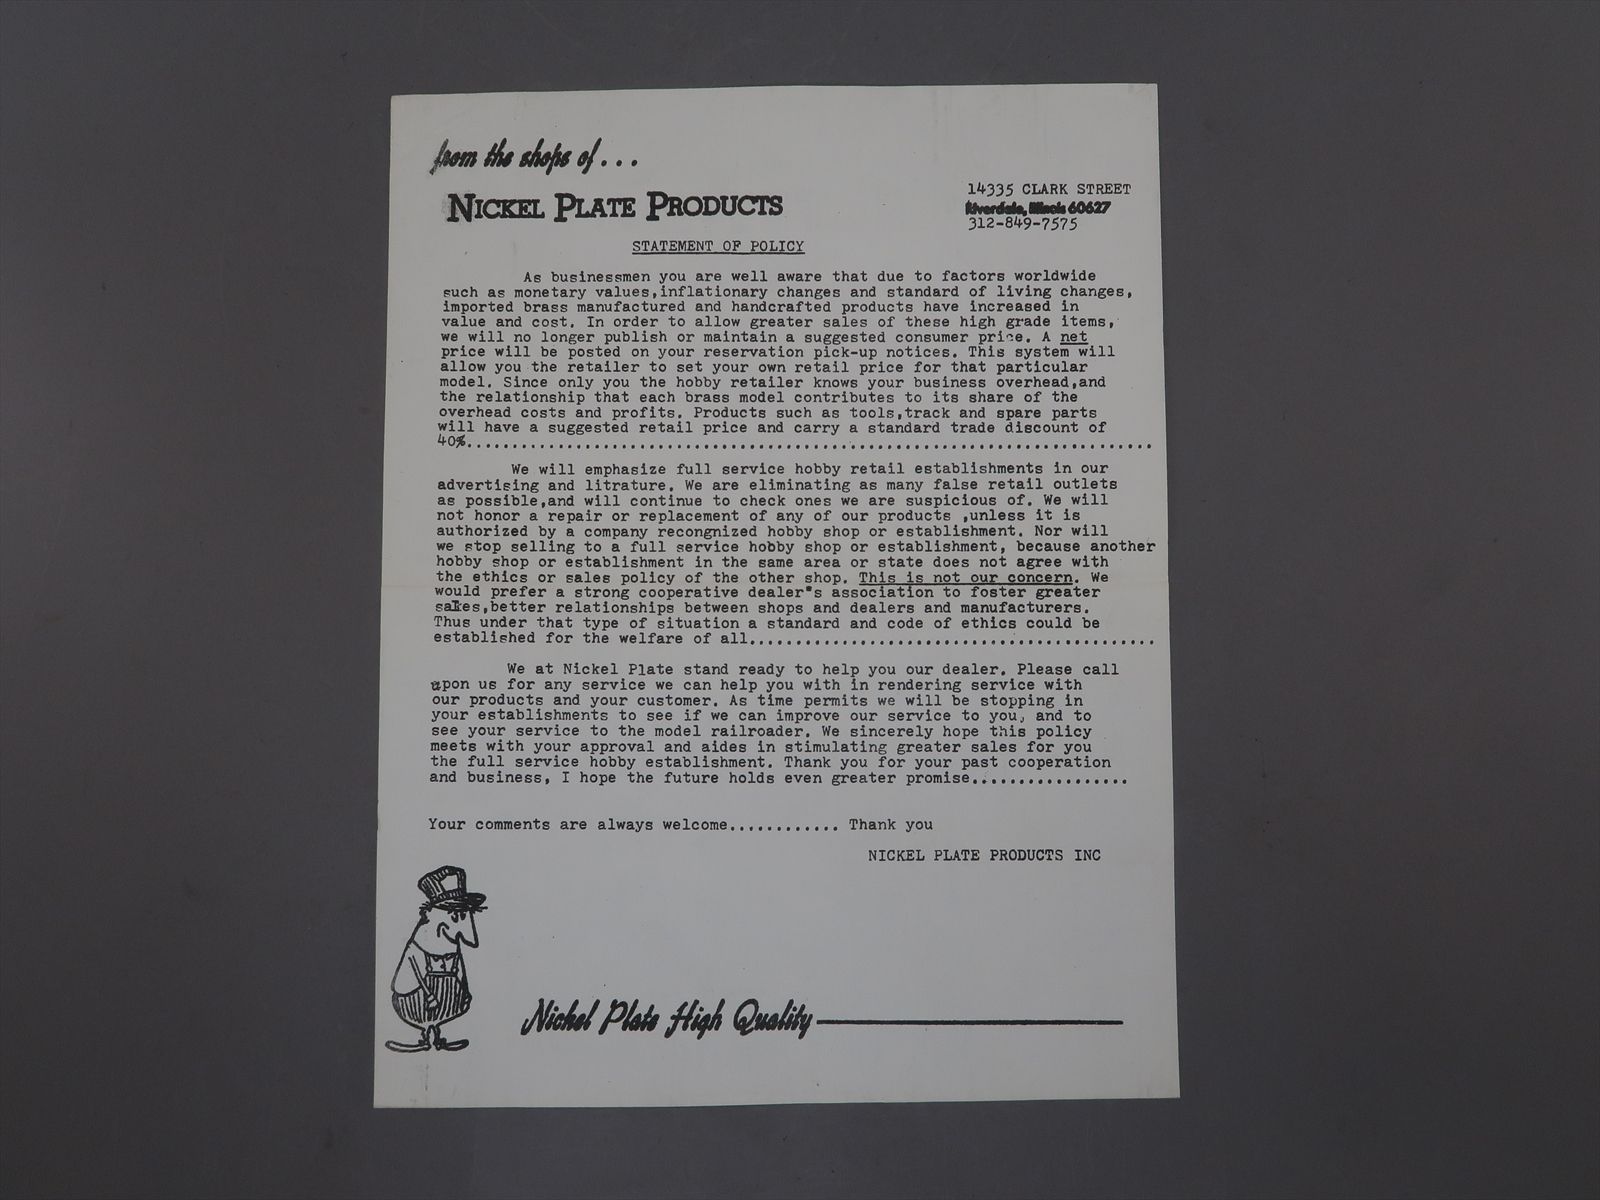 from the shops of...
NICKEL PLATE PRODUCTS
14335 CLARK STREET
Riverdale, Illinois 60627
312-849-7575
STATEMENT OF POLICY
As businessmen you are well aware that due to factors worldwide
such as monetary values,inflationary changes and standard of living changes,
imported brass manufactured and handcrafted products have increased in
value and cost. In order to allow greater sales of these high grade items,
we will no longer publish or maintain a suggested consumer price. A net
price will be posted on your reservation pick-up notices. This system will
allow you the retailer to set your own retail price for that particular
model. Since only you the hobby retailer knows your business overhead,and
the relationship that each brass model contributes to its share of the
overhead costs and profits. Products such as tools,track and spare parts
will have a suggested retail price and carry a standard trade discount of
40%...........................................................................
We will emphasize full service hobby retail establishments in our
advertising and litrature. We are eliminating as many false retail outlets
as possible,and will continue to check ones we are suspicious of. We will
not honor a repair or replacement of any of our products ,unless it is
authorized by a company recongnized hobby shop or establishment. Nor will
we stop selling to a full service hobby shop or establishment, because another
hobby shop or establishment in the same area or state does not agree with
the ethics or sales policy of the other shop. This is not our concern. We
would prefer a strong cooperative dealer"s association to foster greater
sales,better relationships between shops and dealers and manufacturers.
Thus under that type of situation a standard and code of ethics could be
established for the welfare of all............................................
We at Nickel Plate stand ready to help you our dealer. Please call
upon us for any service we can help you with in rendering service with
our products and your customer. As time permits we will be stopping in
your establishments to see if we can improve our service to you, and to
see your service to the model railroader. We sincerely hope this policy
meets with your approval and aides in stimulating greater sales for you
the full service hobby establishment. Thank you for your past cooperation
and business, I hope the future holds even greater promise.................
Your comments are always welcome............ Thank you
NICKEL PLATE PRODUCTS INC
Nickel Plate High Quality